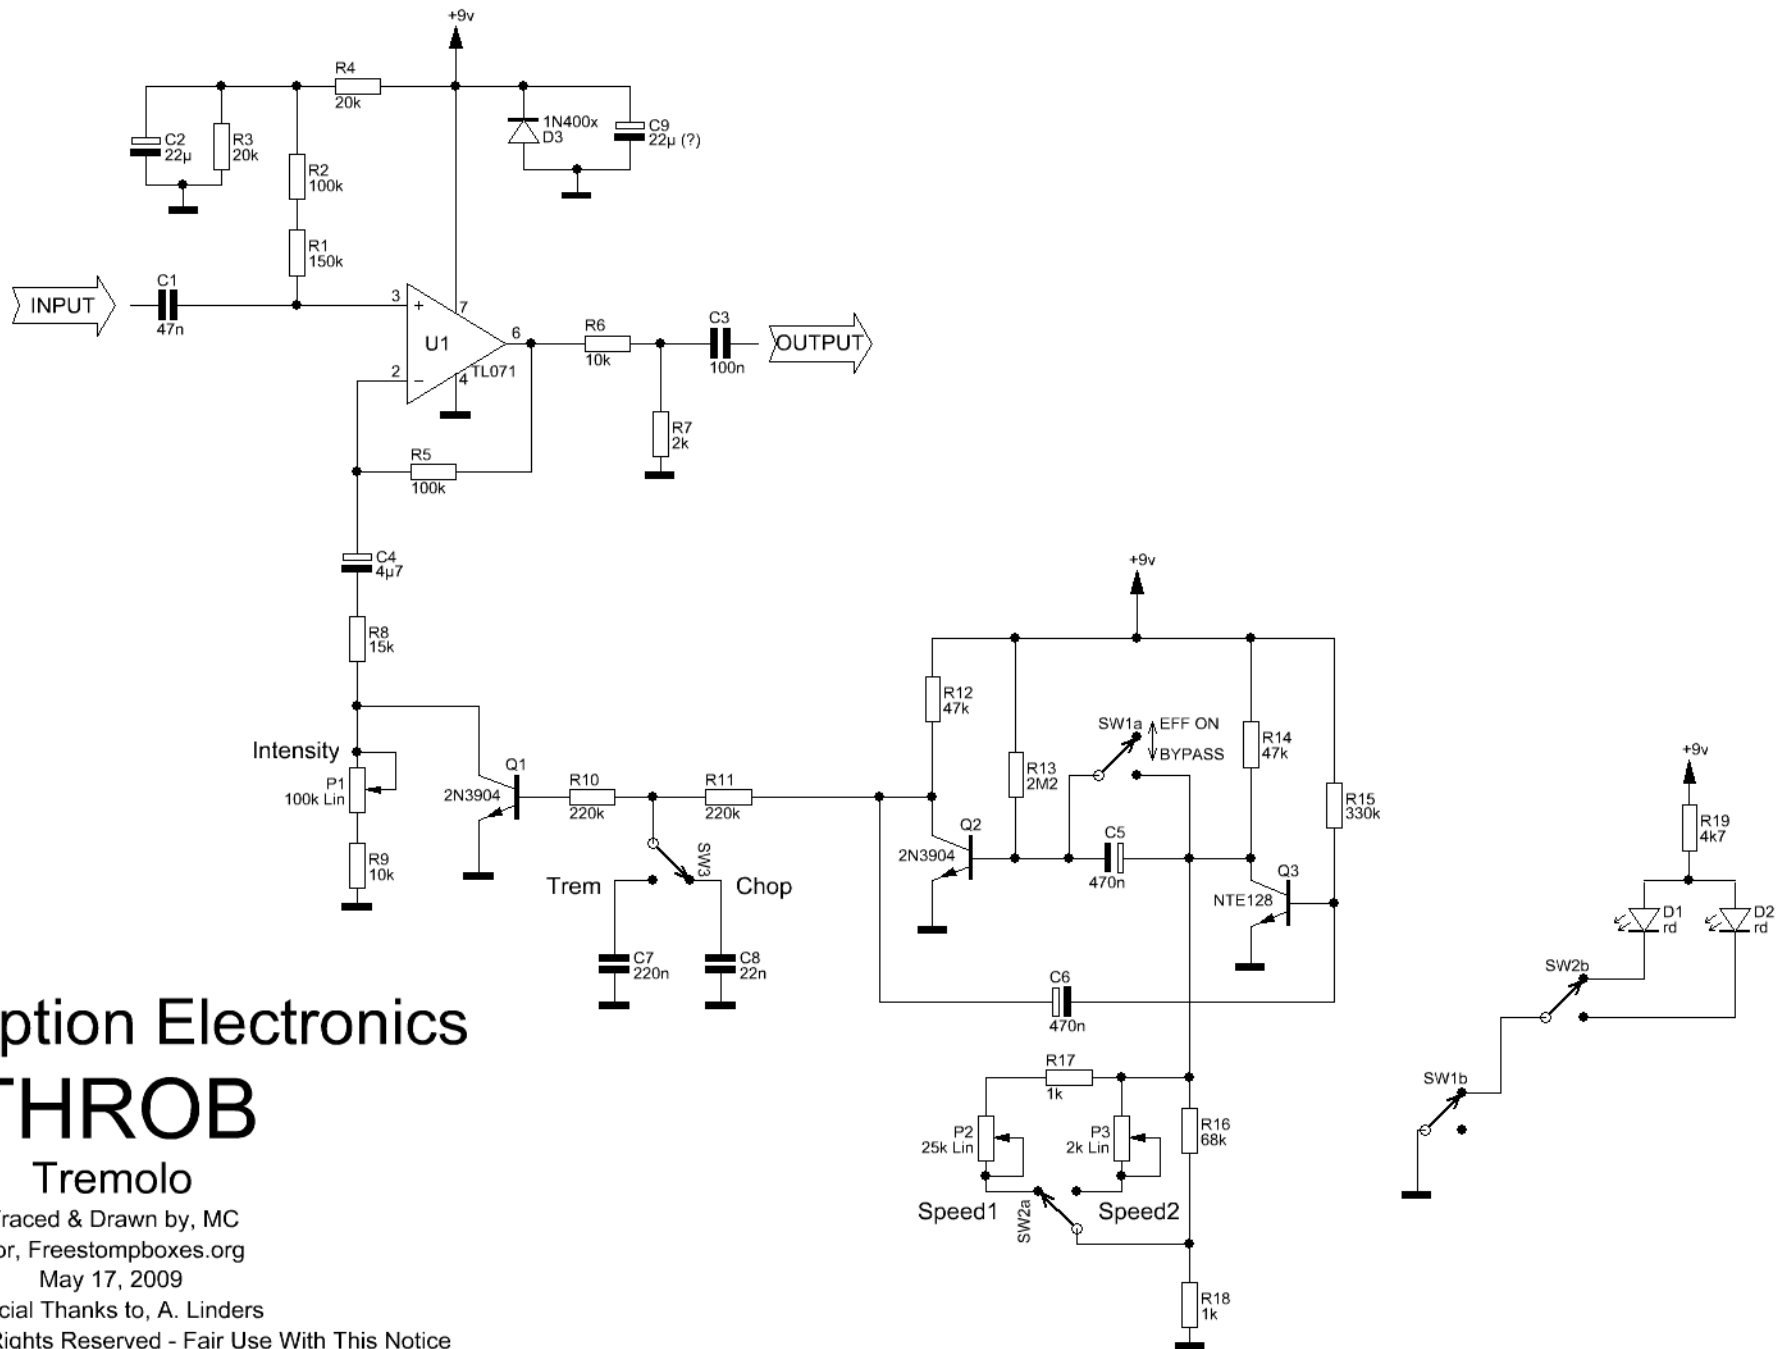 +9v
R4
20k
C2
22µ
R3
20k
R2
100k
1N400x
D3
C9
22µ (?)
R1
150k
INPUT
C1
47n
3
+
7
U1
6
2
−
4
TL071
R6
10k
C3
100n
OUTPUT
R7
2k
R5
100k
C4
4µ7
R8
15k
Intensity
P1
100k Lin
R9
10k
Q1
2N3904
R10
220k
R11
220k
SW3
Trem
Chop
C7
220n
C8
22n
+9v
R12
47k
R13
2M2
SW1a
EFF ON
BYPASS
R14
47k
R15
330k
Q2
2N3904
C5
470n
Q3
NTE128
C6
470n
R17
1k
P2
25k Lin
P3
2k Lin
R16
68k
Speed1
SW2a
Speed2
R18
1k
+9v
R19
4k7
D1
rd
D2
rd
SW2b
SW1b
ption Electronics
THROB
Tremolo
raced & Drawn by, MC
or, Freestompboxes.org
May 17, 2009
cial Thanks to, A. Linders
Rights Reserved - Fair Use With This Notice